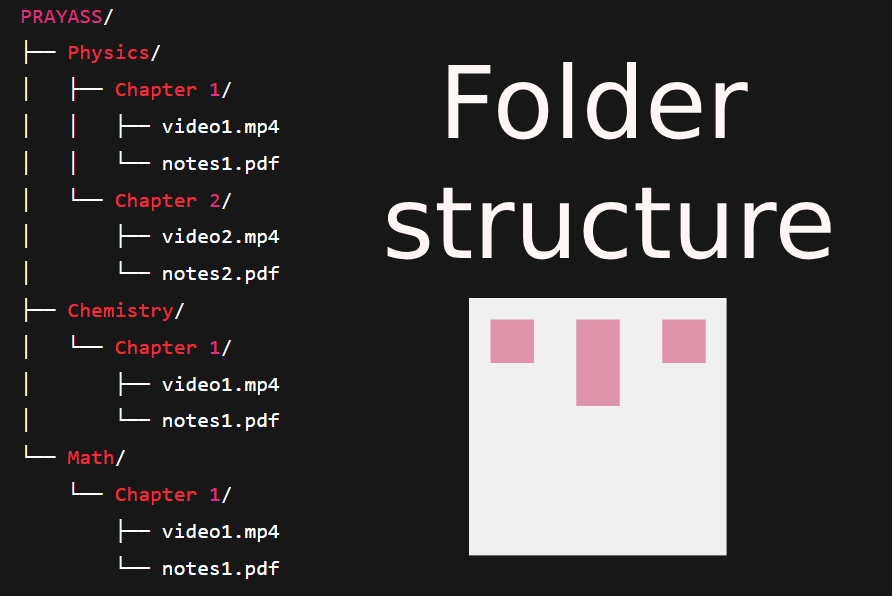 PRAYASS/
├── Physics/
│   ├── Chapter 1/
│   │   ├── video1.mp4
│   │   └── notes1.pdf
│   └── Chapter 2/
│       ├── video2.mp4
│       └── notes2.pdf
├── Chemistry/
│   └── Chapter 1/
│       ├── video1.mp4
│       └── notes1.pdf
└── Math/
    └── Chapter 1/
        ├── video1.mp4
        └── notes1.pdf
Folder
structure